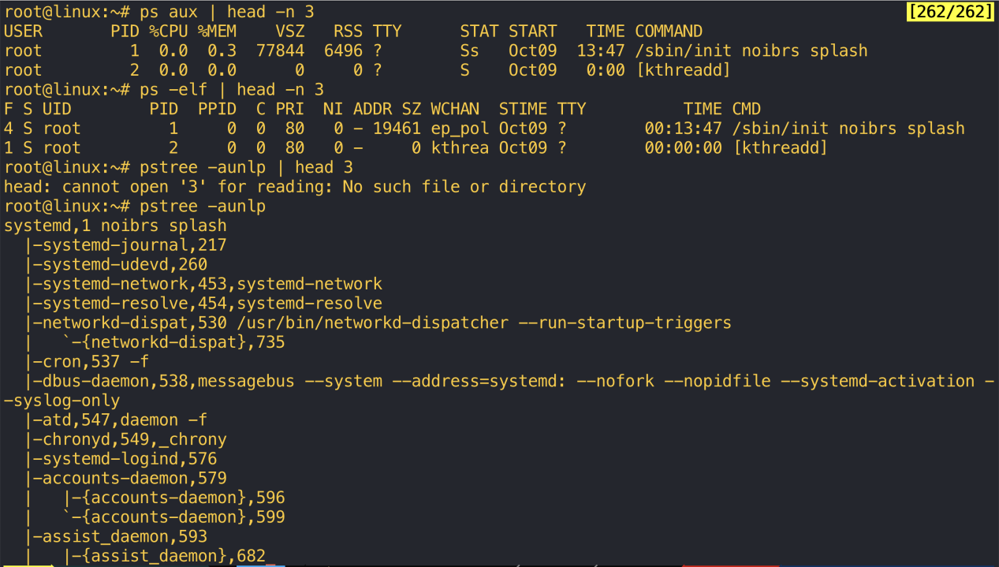 root@linux:~# ps aux | head -n 3 [262/262]
USER       PID %CPU %MEM    VSZ   RSS TTY      STAT START   TIME COMMAND
root         1  0.0  0.3  77844  6496 ?        Ss   Oct09  13:47 /sbin/init noibrs splash
root         2  0.0  0.0      0     0 ?        S    Oct09   0:00 [kthreadd]
root@linux:~# ps -elf | head -n 3
F S UID        PID  PPID  C PRI  NI ADDR SZ WCHAN  STIME TTY          TIME CMD
4 S root         1     0  0  80   0 - 19461 ep_pol Oct09 ?        00:13:47 /sbin/init noibrs splash
1 S root         2     0  0  80   0 -     0 kthrea Oct09 ?        00:00:00 [kthreadd]
root@linux:~# pstree -aunlp | head 3
head: cannot open '3' for reading: No such file or directory
root@linux:~# pstree -aunlp
systemd,1 noibrs splash
  |-systemd-journal,217
  |-systemd-udevd,260
  |-systemd-network,453,systemd-network
  |-systemd-resolve,454,systemd-resolve
  |-networkd-dispat,530 /usr/bin/networkd-dispatcher --run-startup-triggers
  |   `-{networkd-dispat},735
  |-cron,537 -f
  |-dbus-daemon,538,messagebus --system --address=systemd: --nofork --nopidfile --systemd-activation -
-syslog-only
  |-atd,547,daemon -f
  |-chronyd,549,_chrony
  |-systemd-logind,576
  |-accounts-daemon,579
  |   |-{accounts-daemon},596
  |   `-{accounts-daemon},599
  |-assist_daemon,593
  |   |-{assist_daemon},682